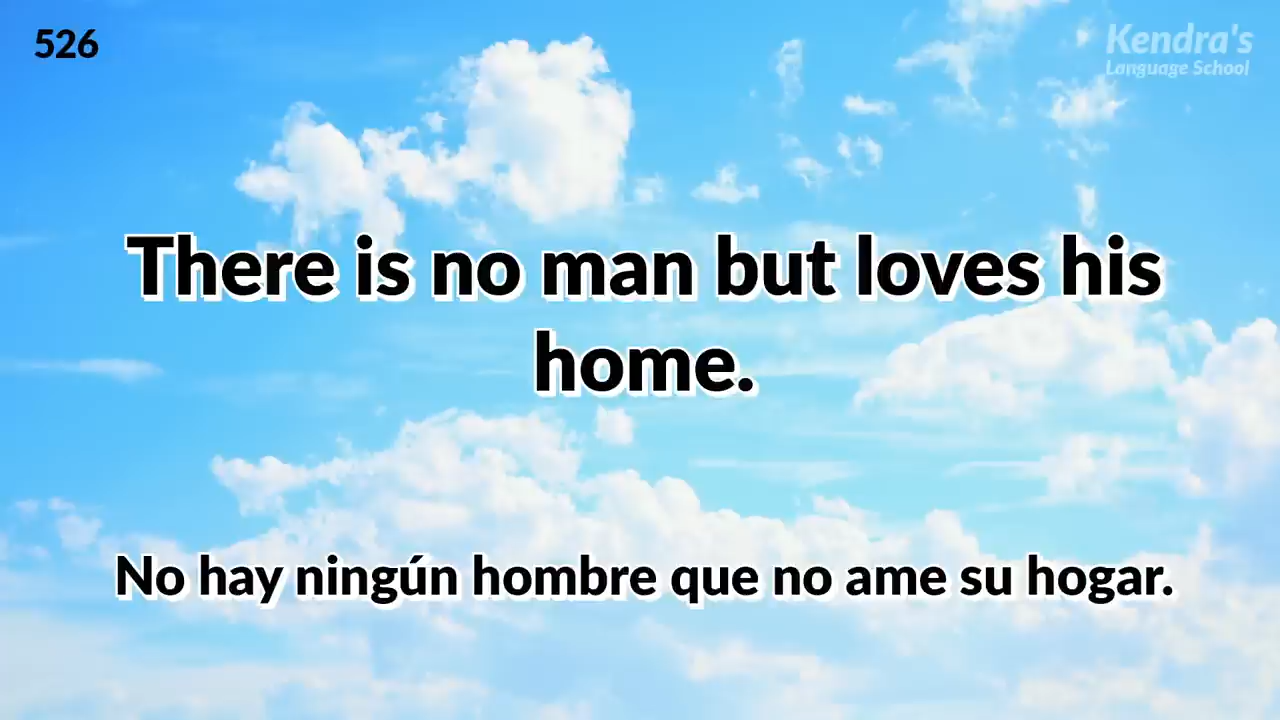 526
Kendra's
Language School
There is no man but loves his
home.
No hay ningún hombre que no ame su hogar.